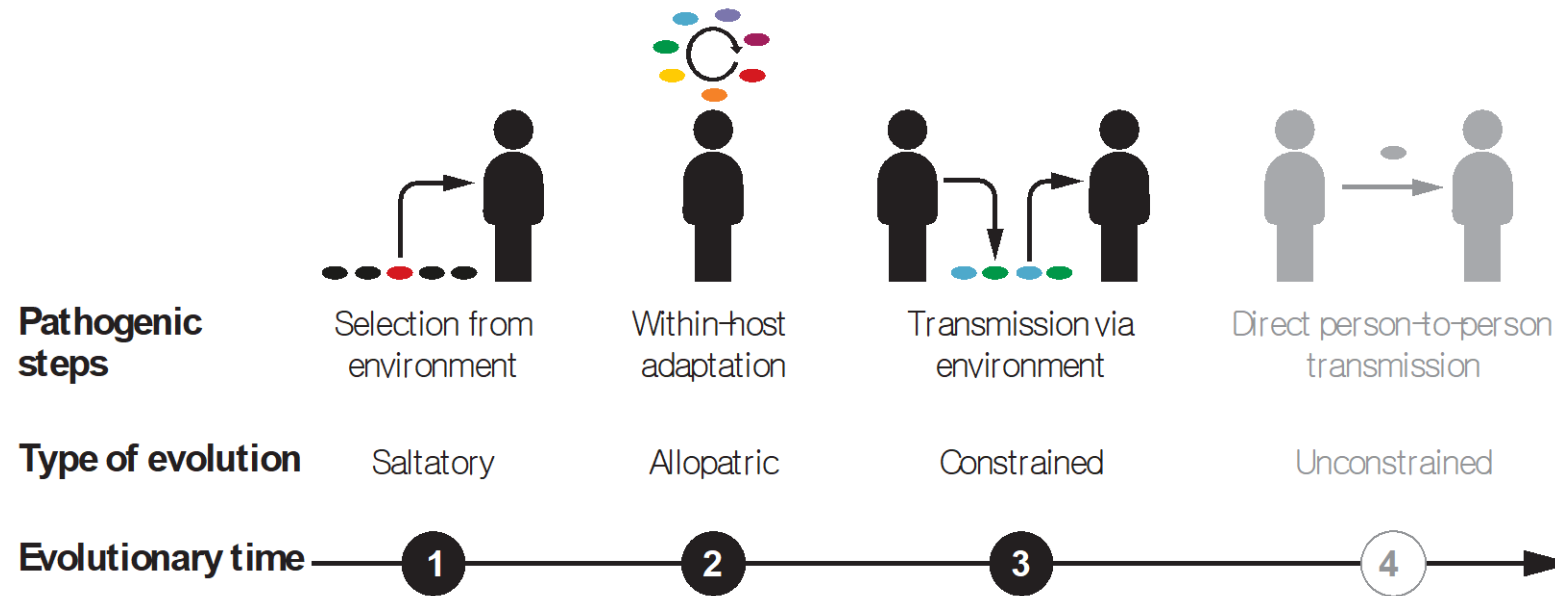 Pathogenic steps
Selection from environment
Within-host adaptation
Transmission via environment
Direct person-to-person transmission
Type of evolution
Saltatory
Allopatric
Constrained
Unconstrained
Evolutionary time
1
2
3
4